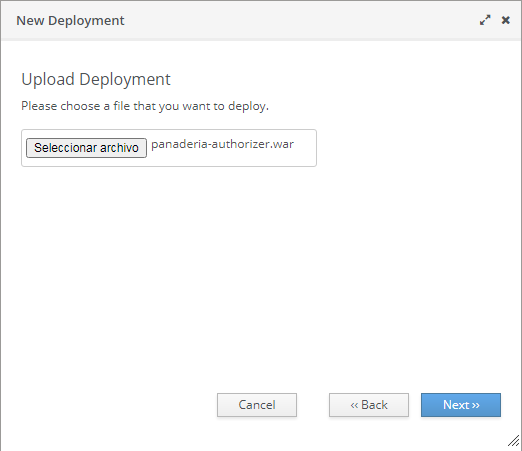 New Deployment
Upload Deployment
Please choose a file that you want to deploy.
Seleccionar archivo panaderia-authorizer.war
Cancel ‹‹ Back Next ››